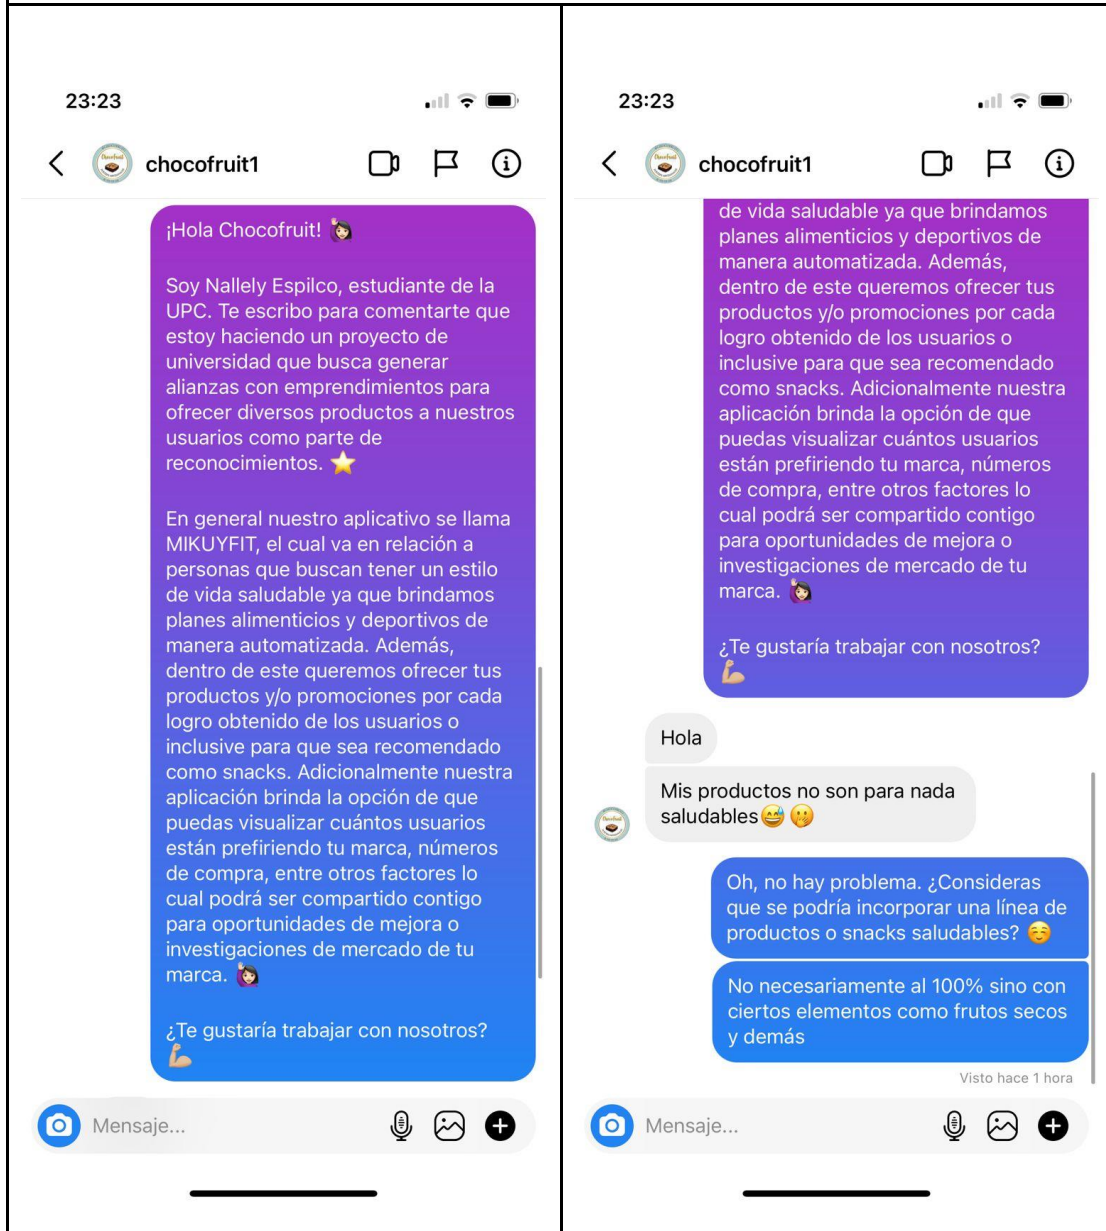 23:23
chocofruit1
¡Hola Chocofruit! 🙋🏻‍♀️
Soy Nallely Espilco, estudiante de la
UPC. Te escribo para comentarte que
estoy haciendo un proyecto de
universidad que busca generar
alianzas con emprendimientos para
ofrecer diversos productos a nuestros
usuarios como parte de
reconocimientos. ⭐
En general nuestro aplicativo se llama
MIKUYFIT, el cual va en relación a
personas que buscan tener un estilo
de vida saludable ya que brindamos
planes alimenticios y deportivos de
manera automatizada. Además,
dentro de este queremos ofrecer tus
productos y/o promociones por cada
logro obtenido de los usuarios o
inclusive para que sea recomendado
como snacks. Adicionalmente nuestra
aplicación brinda la opción de que
puedas visualizar cuántos usuarios
están prefiriendo tu marca, números
de compra, entre otros factores lo
cual podrá ser compartido contigo
para oportunidades de mejora o
investigaciones de mercado de tu
marca. 🙋🏻‍♀️
¿Te gustaría trabajar con nosotros?
💪🏼
Mensaje...
23:23
chocofruit1
de vida saludable ya que brindamos
planes alimenticios y deportivos de
manera automatizada. Además,
dentro de este queremos ofrecer tus
productos y/o promociones por cada
logro obtenido de los usuarios o
inclusive para que sea recomendado
como snacks. Adicionalmente nuestra
aplicación brinda la opción de que
puedas visualizar cuántos usuarios
están prefiriendo tu marca, números
de compra, entre otros factores lo
cual podrá ser compartido contigo
para oportunidades de mejora o
investigaciones de mercado de tu
marca. 🙋🏻‍♀️
¿Te gustaría trabajar con nosotros?
💪🏼
Hola
Mis productos no son para nada
saludables😅🤭
Oh, no hay problema. ¿Consideras
que se podría incorporar una línea de
productos o snacks saludables? ☺️
No necesariamente al 100% sino con
ciertos elementos como frutos secos
y demás
Visto hace 1 hora
Mensaje...